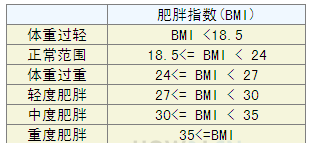 肥胖指数(BMI)
体重过轻 BMI <18.5
正常范围 18.5<= BMI < 24
体重过重 24<= BMI < 27
轻度肥胖 27<= BMI < 30
中度肥胖 30<= BMI < 35
重度肥胖 35<=BMI